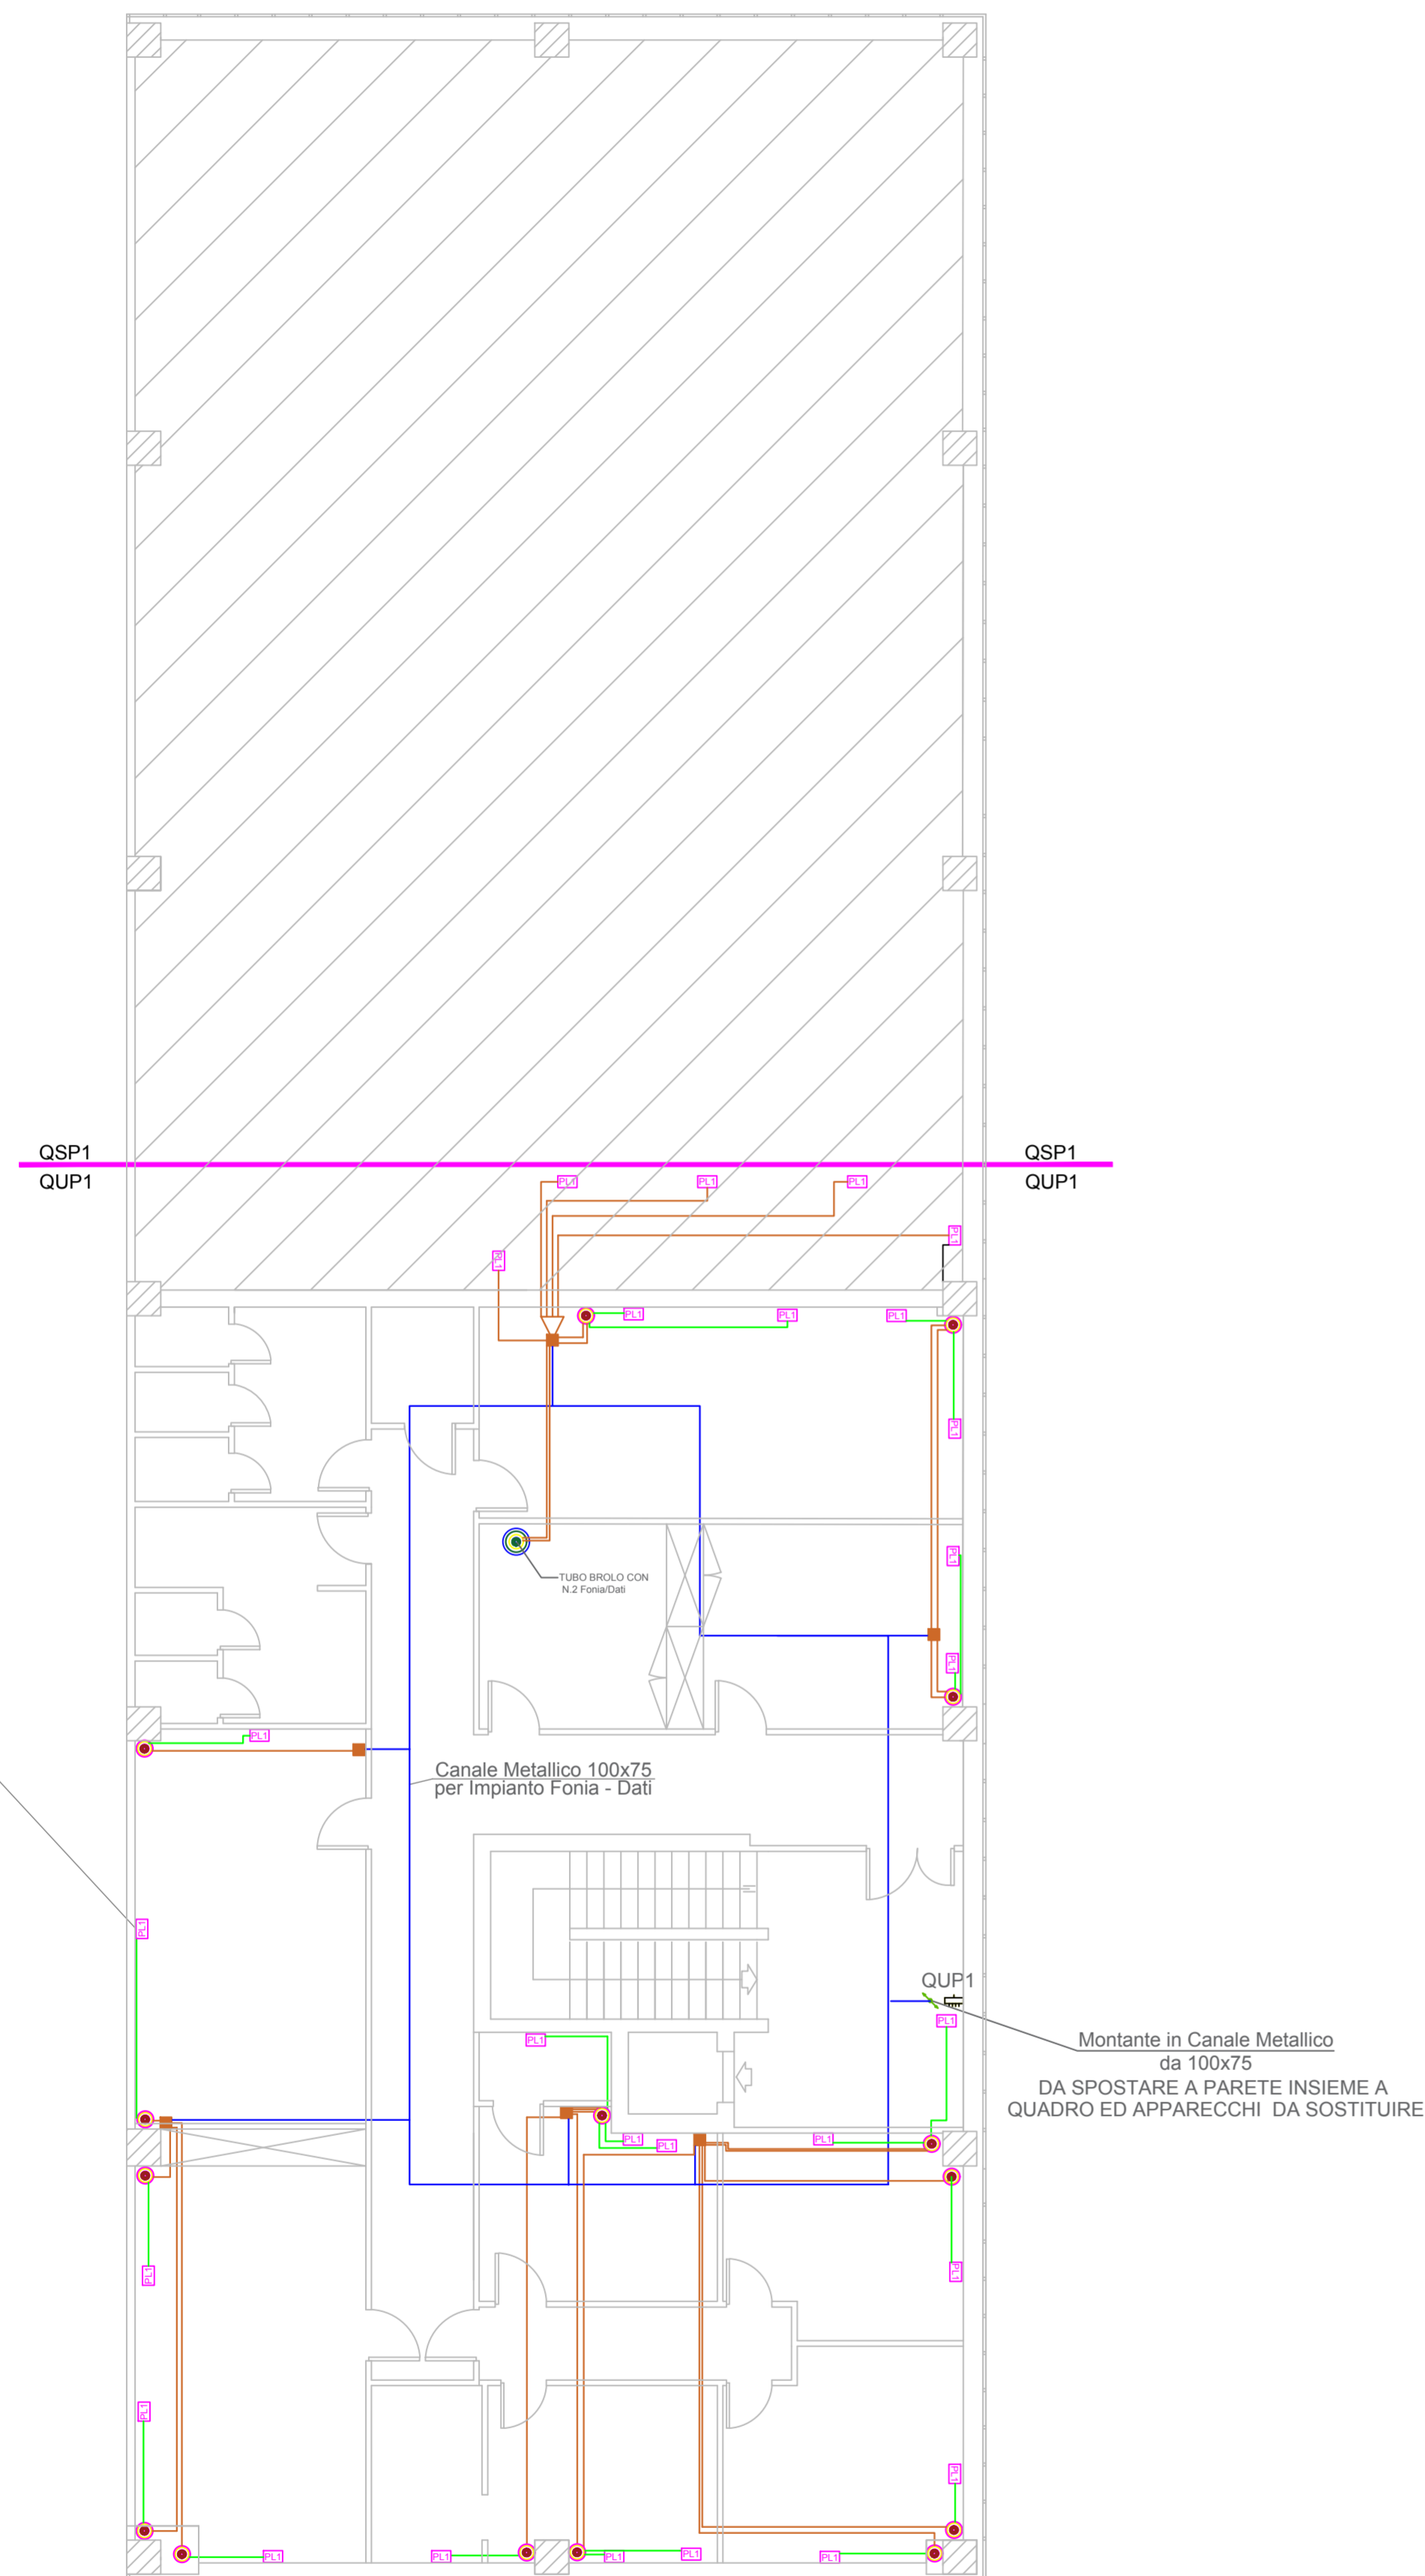 QSP1 QSP1
QUP1 QUP1
PL1 PL1 PL1
PL1
PL1
PL1 PL1 PL1
PL1
PL1
TUBO BROLO CON
N.2 Fonia/Dati
PL1
PL1
Canale Metallico 100x75
per Impianto Fonia - Dati
PL1
QUP1
PL1
PL1
Montante in Canale Metallico
da 100x75
DA SPOSTARE A PARETE INSIEME A
QUADRO ED APPARECCHI DA SOSTITUIRE
PL1 PL1 PL1
PL1
PL1
PL1
PL1
PL1 PL1 PL1 PL1 PL1